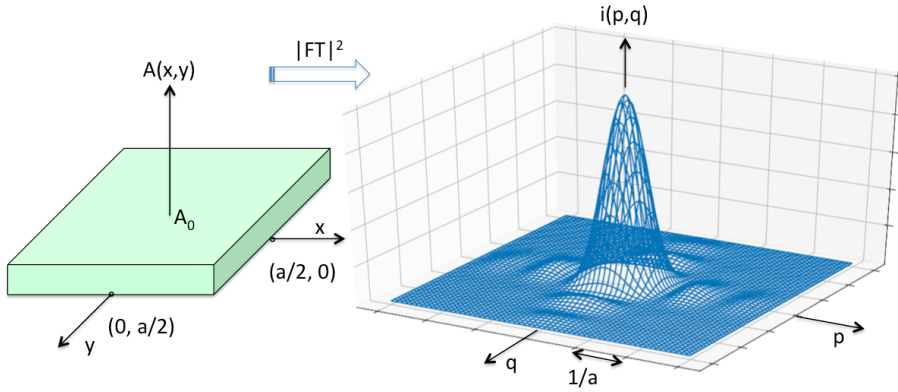 A(x,y)
|FT|²
i(p,q)
A₀
x
(a/2, 0)
(0, a/2)
y
p
q
1/a